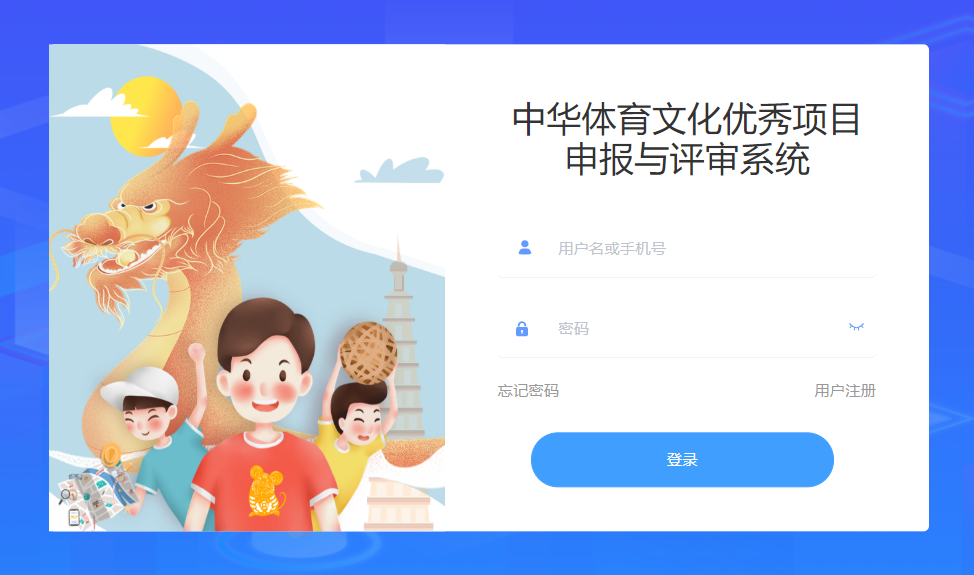 中华体育文化优秀项目
申报与评审系统
用户名或手机号
密码
忘记密码
用户注册
登录